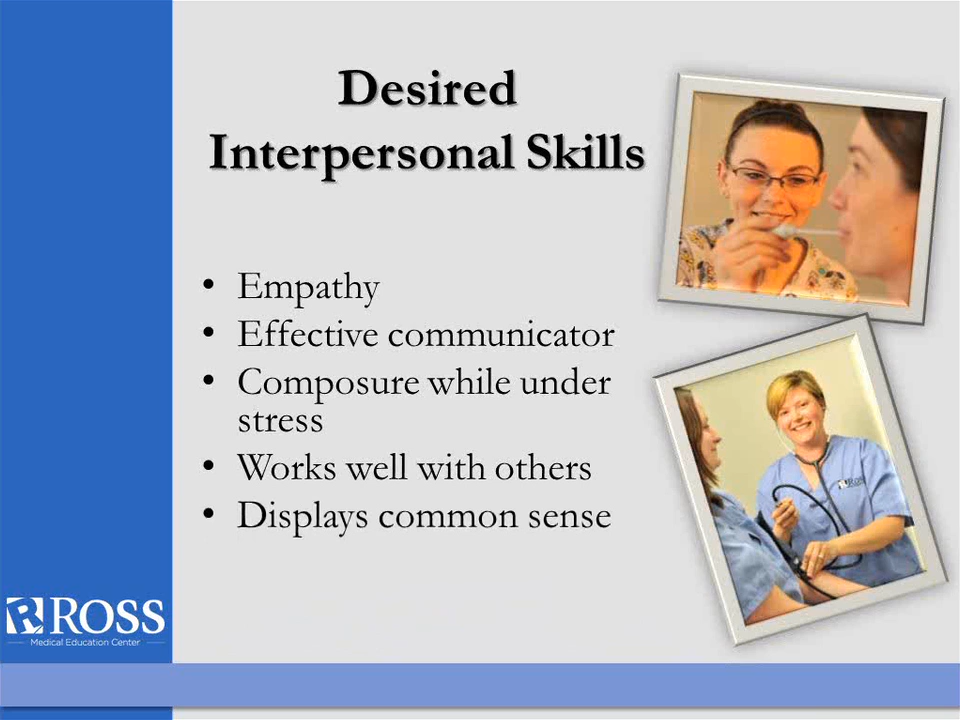 Desired
Interpersonal Skills
• Empathy
• Effective communicator
• Composure while under
stress
• Works well with others
• Displays common sense
ROSS
Medical Education Center
ROSS